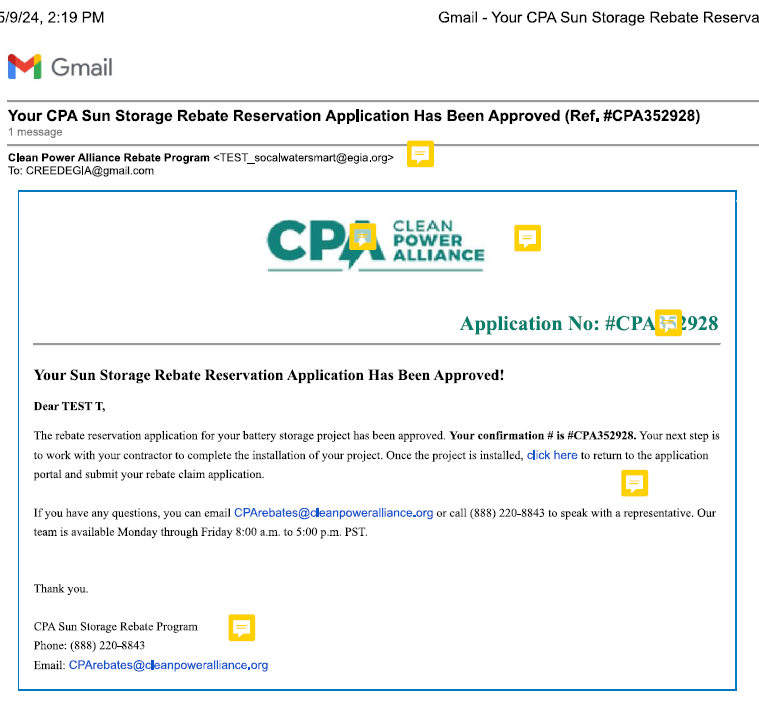 5/9/24, 2:19 PM
Gmail - Your CPA Sun Storage Rebate Reserva
Gmail
Your CPA Sun Storage Rebate Reservation Application Has Been Approved (Ref. #CPA352928)
1 message
Clean Power Alliance Rebate Program <TEST_socalwatersmart@egia.org>
To: CREEDEGIA@gmail.com
CPA CLEAN
POWER
ALLIANCE
Application No: #CPA352928
Your Sun Storage Rebate Reservation Application Has Been Approved!
Dear TEST T,
The rebate reservation application for your battery storage project has been approved. Your confirmation # is #CPA352928. Your next step is
to work with your contractor to complete the installation of your project. Once the project is installed, click here to return to the application
portal and submit your rebate claim application.
If you have any questions, you can email CPArebates@cleanpoweralliance.org or call (888) 220-8843 to speak with a representative. Our
team is available Monday through Friday 8:00 a.m. to 5:00 p.m. PST.
Thank you.
CPA Sun Storage Rebate Program
Phone: (888) 220-8843
Email: CPArebates@cleanpoweralliance.org